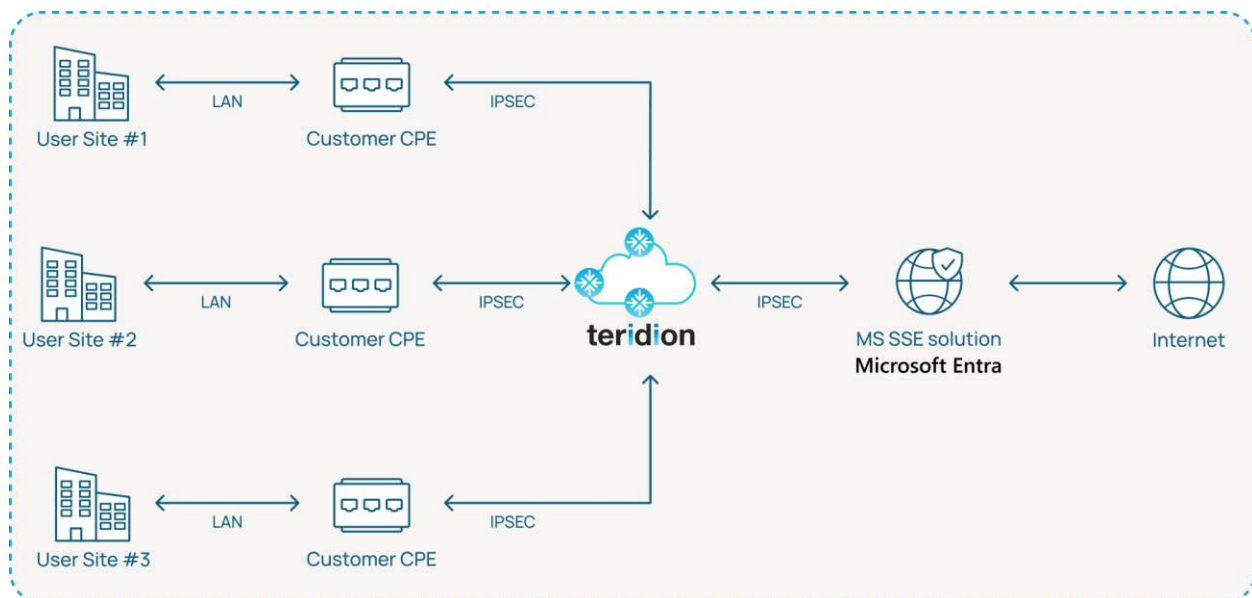 LAN
IPSEC
User Site #1
Customer CPE
LAN
IPSEC
IPSEC
User Site #2
Customer CPE
teridion
MS SSE solution
Microsoft Entra
Internet
LAN
IPSEC
User Site #3
Customer CPE